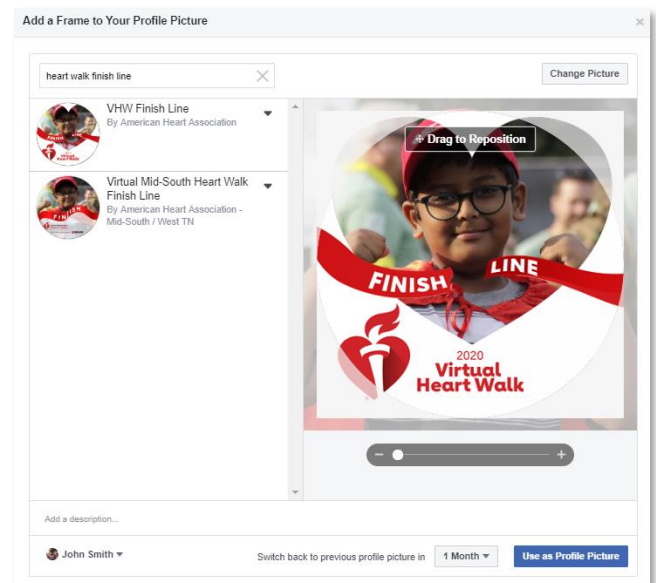 Add a Frame to Your Profile Picture
heart walk finish line
Change Picture
VHW Finish Line
By American Heart Association
Virtual Mid-South Heart Walk
Finish Line
By American Heart Association -
Mid-South / West TN
Drag to Reposition
FINISH LINE
2020
Virtual
Heart Walk
Add a description...
John Smith
Switch back to previous profile picture in
1 Month
Use as Profile Picture